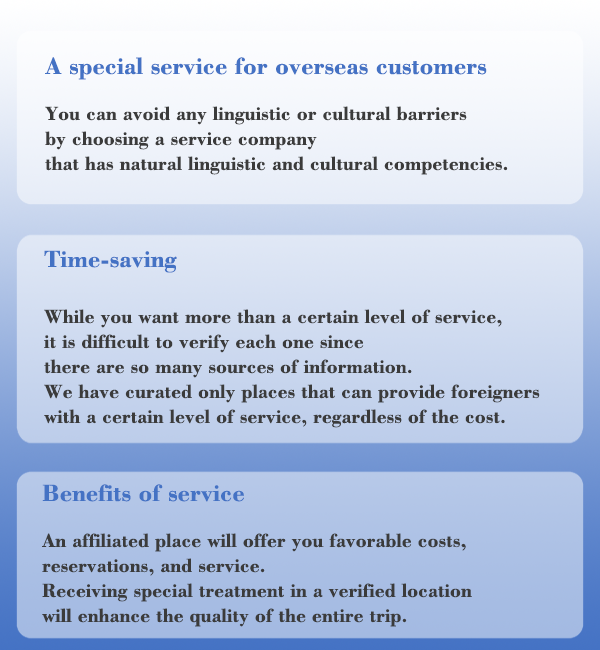 A special service for overseas customers
You can avoid any linguistic or cultural barriers
by choosing a service company
that has natural linguistic and cultural competencies.
Time-saving
While you want more than a certain level of service,
it is difficult to verify each one since
there are so many sources of information.
We have curated only places that can provide foreigners
with a certain level of service, regardless of the cost.
Benefits of service
An affiliated place will offer you favorable costs,
reservations, and service.
Receiving special treatment in a verified location
will enhance the quality of the entire trip.